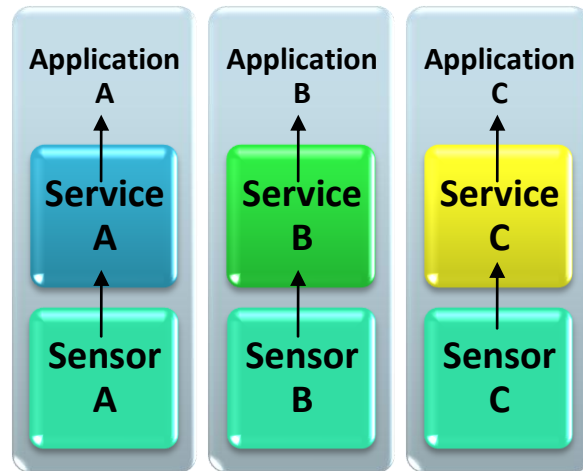 Application
A
Service
A
Sensor
A
Application
B
Service
B
Sensor
B
Application
C
Service
C
Sensor
C